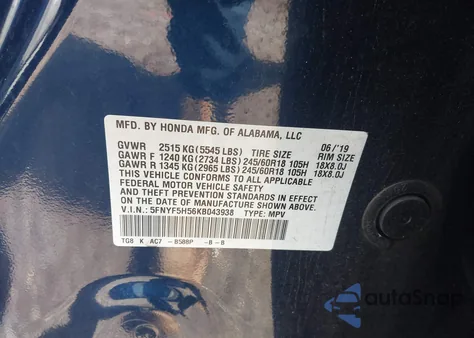 MFD. BY HONDA MFG. OF ALABAMA, LLC 06/'19
GVWR 2515 KG (5545 LBS) TIRE SIZE RIM SIZE
GAWR F 1240 KG (2734 LBS) 245/60R18 105H 18X8.0J
GAWR R 1345 KG (2965 LBS) 245/60R18 105H 18X8.0J
THIS VEHICLE CONFORMS TO ALL APPLICABLE
FEDERAL MOTOR VEHICLE SAFETY STANDARDS IN EFFECT
ON THE DATE OF MANUFACTURE SHOWN ABOVE.
V.I.N.: 5FNYF5H56KB043938 TYPE: MPV
TG8 K AC7 -B588P -B-B
autoSnap